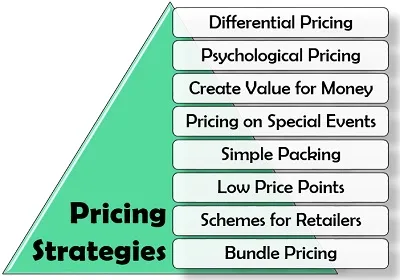 Differential Pricing
Psychological Pricing
Create Value for Money
Pricing on Special Events
Simple Packing
Low Price Points
Schemes for Retailers
Bundle Pricing
Pricing
Strategies